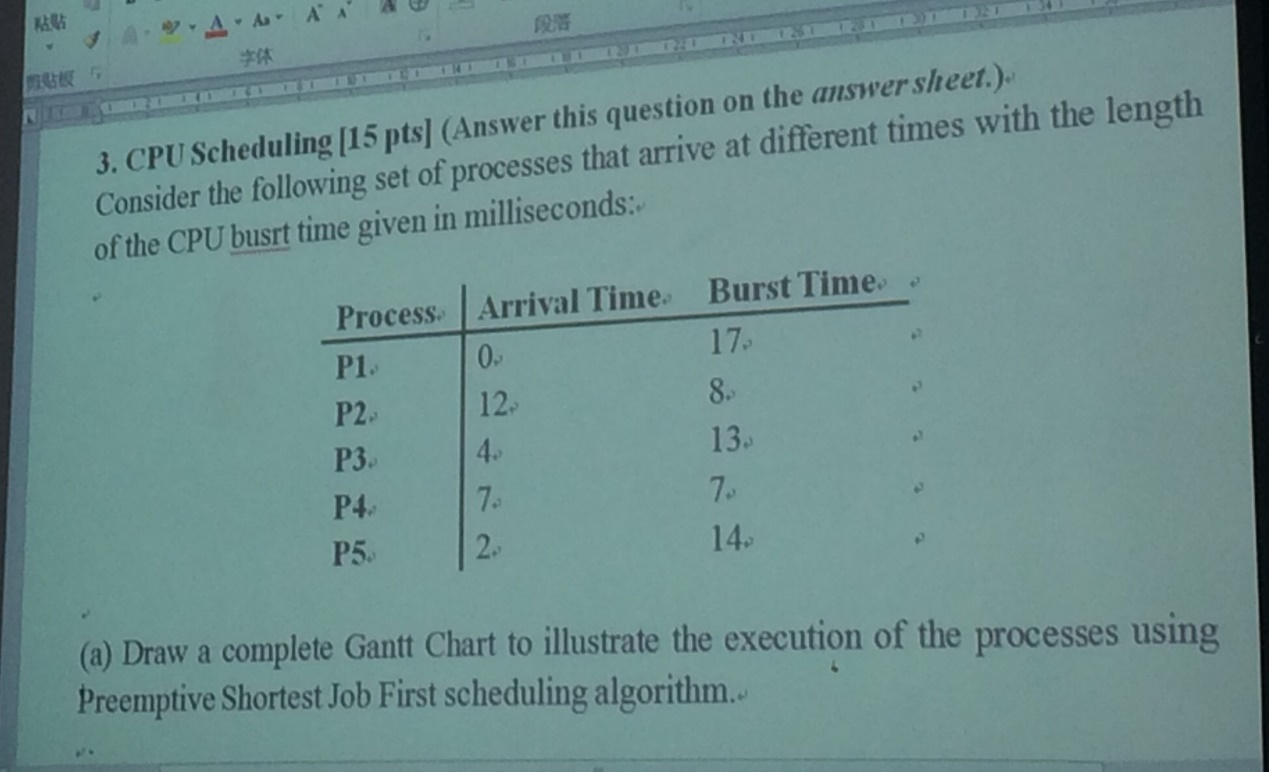 粘贴
A Aa A A
剪贴板
字体
段落
3. CPU Scheduling [15 pts] (Answer this question on the answer sheet.)
Consider the following set of processes that arrive at different times with the length
of the CPU busrt time given in milliseconds:
Process Arrival Time Burst Time
P1 0 17
P2 12 8
P3 4 13
P4 7 7
P5 2 14
(a) Draw a complete Gantt Chart to illustrate the execution of the processes using
Preemptive Shortest Job First scheduling algorithm.